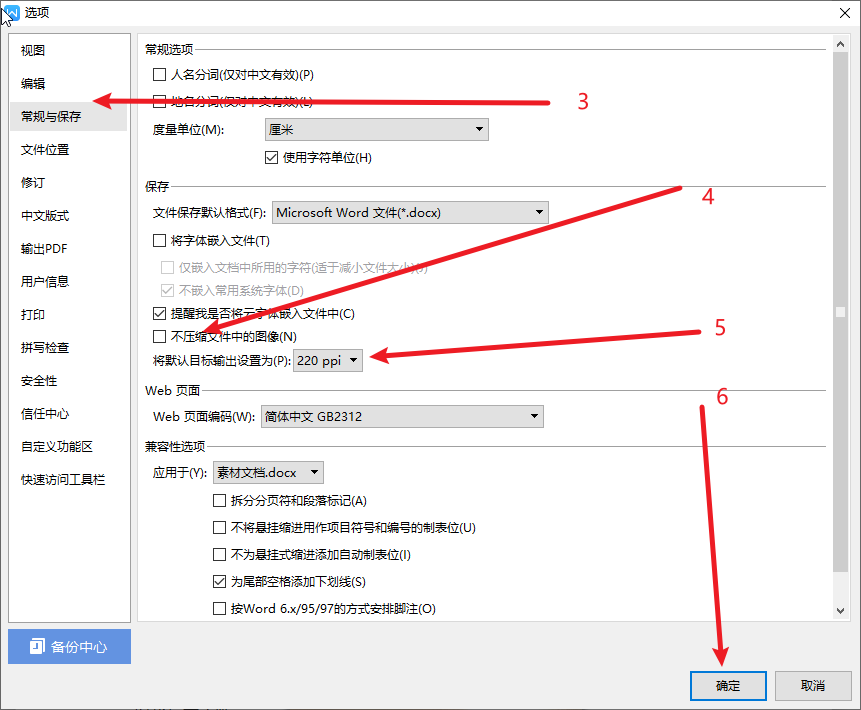 选项
视图
编辑
常规与保存
文件位置
修订
中文版式
输出PDF
用户信息
打印
拼写检查
安全性
信任中心
自定义功能区
快速访问工具栏
备份中心
常规选项
人名分词(仅对中文有效)(P)
地名分词(仅对中文有效)(L)
3
度量单位(M): 厘米
使用字符单位(H)
保存
4
文件保存默认格式(F): Microsoft Word 文件(*.docx)
将字体嵌入文件(T)
仅嵌入文档中所用的字符(适于减小文件大小)(S)
不嵌入常用系统字体(D)
提醒我是否将云字体嵌入文件中(C)
不压缩文件中的图像(N)
5
将默认目标输出设置为(P): 220 ppi
Web 页面
6
Web 页面编码(W): 简体中文 GB2312
兼容性选项
应用于(Y): 素材文档.docx
拆分分页符和段落标记(A)
不将悬挂缩进用作项目符号和编号的制表位(U)
不为悬挂式缩进添加自动制表位(I)
为尾部空格添加下划线(S)
按Word 6.x/95/97的方式安排脚注(O)
确定
取消